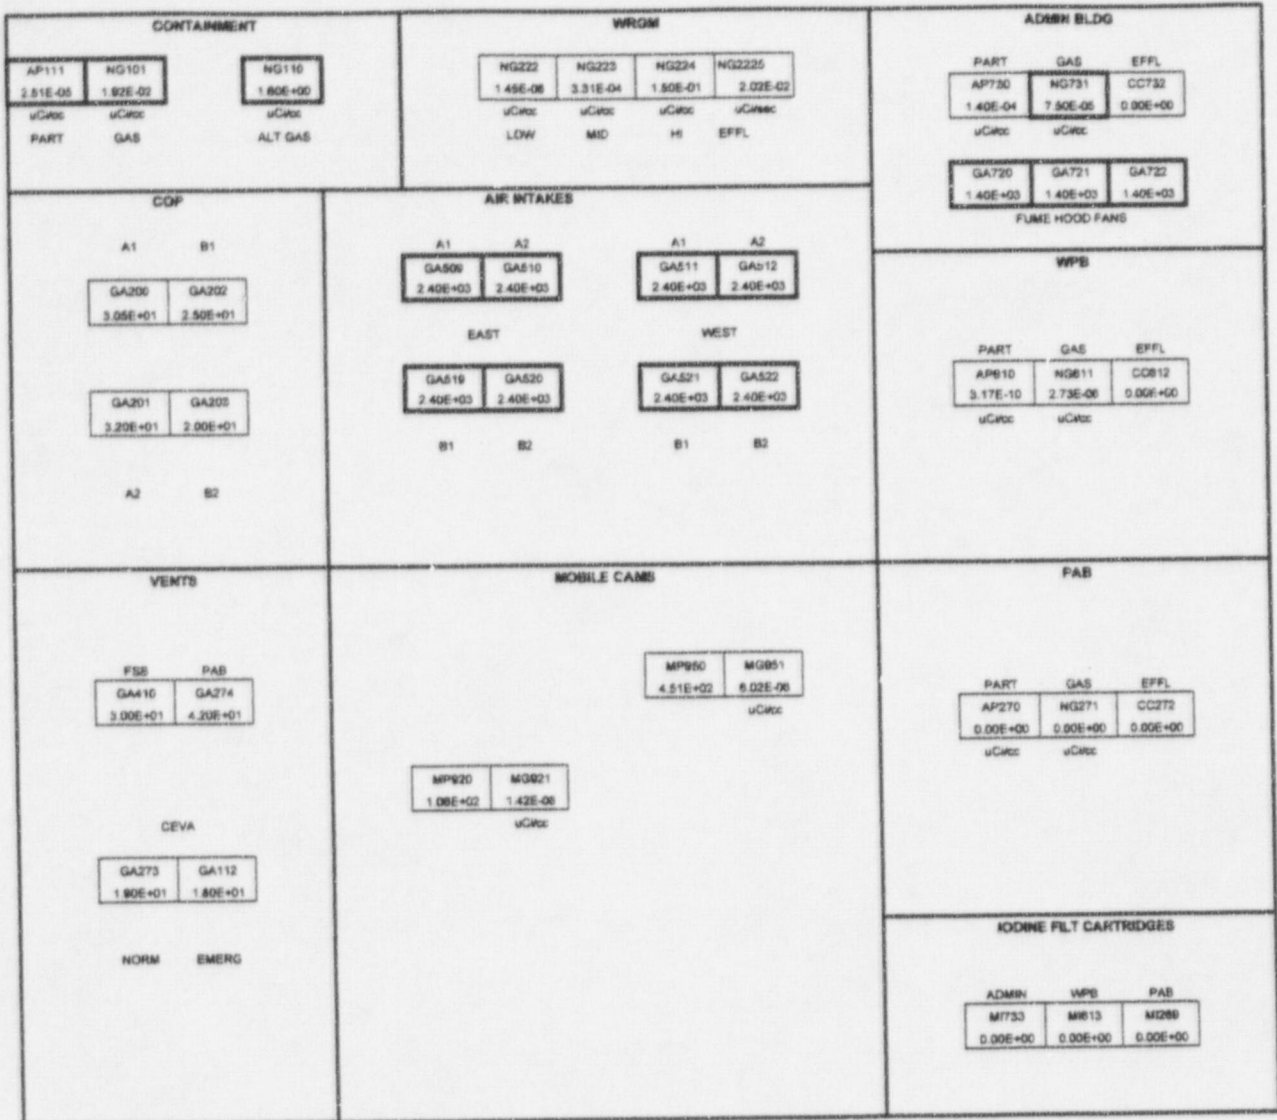 CONTAINMENT
AP111 NG101 NG110
2.51E-05 1.92E-02 1.60E+00
uCi/cc uCi/cc uCi/cc
PART GAS ALT GAS
WRGM
NG222 NG223 NG224 NG2225
1.45E-06 3.31E-04 1.50E-01 2.02E-02
uCi/cc uCi/cc uCi/cc uCi/sec
LOW MID HI EFFL
ADMIN BLDG
PART GAS EFFL
AP730 NG731 CC732
1.40E-04 7.50E-05 0.00E+00
uCi/cc uCi/cc
GA720 GA721 GA722
1.40E+03 1.40E+03 1.40E+03
FUME HOOD FANS
COP
A1 B1
GA200 GA202
3.05E+01 2.50E+01
GA201 GA203
3.20E+01 2.00E+01
A2 B2
AIR INTAKES
A1 A2 A1 A2
GA509 GA510 GA511 GA512
2.40E+03 2.40E+03 2.40E+03 2.40E+03
EAST WEST
GA519 GA520 GA521 GA522
2.40E+03 2.40E+03 2.40E+03 2.40E+03
B1 B2 B1 B2
WPB
PART GAS EFFL
AP610 NG611 CC612
3.17E-10 2.73E-06 0.00E+00
uCi/cc uCi/cc
VENTS
FSB PAB
GA410 GA274
3.00E+01 4.20E+01
CEVA
GA273 GA112
1.90E+01 1.80E+01
NORM EMERG
MOBILE CAMS
MP950 MG951
4.51E+02 6.02E-06
uCi/cc
MP920 MG921
1.06E+02 1.42E-06
uCi/cc
PAB
PART GAS EFFL
AP270 NG271 CC272
0.00E+00 0.00E+00 0.00E+00
uCi/cc uCi/cc
IODINE FILT CARTRIDGES
ADMIN WPB PAB
MI733 MI613 MI269
0.00E+00 0.00E+00 0.00E+00